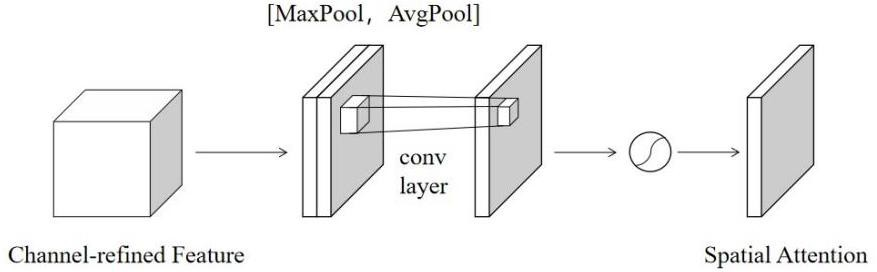 [MaxPool, AvgPool]
conv
layer
Channel-refined Feature
Spatial Attention